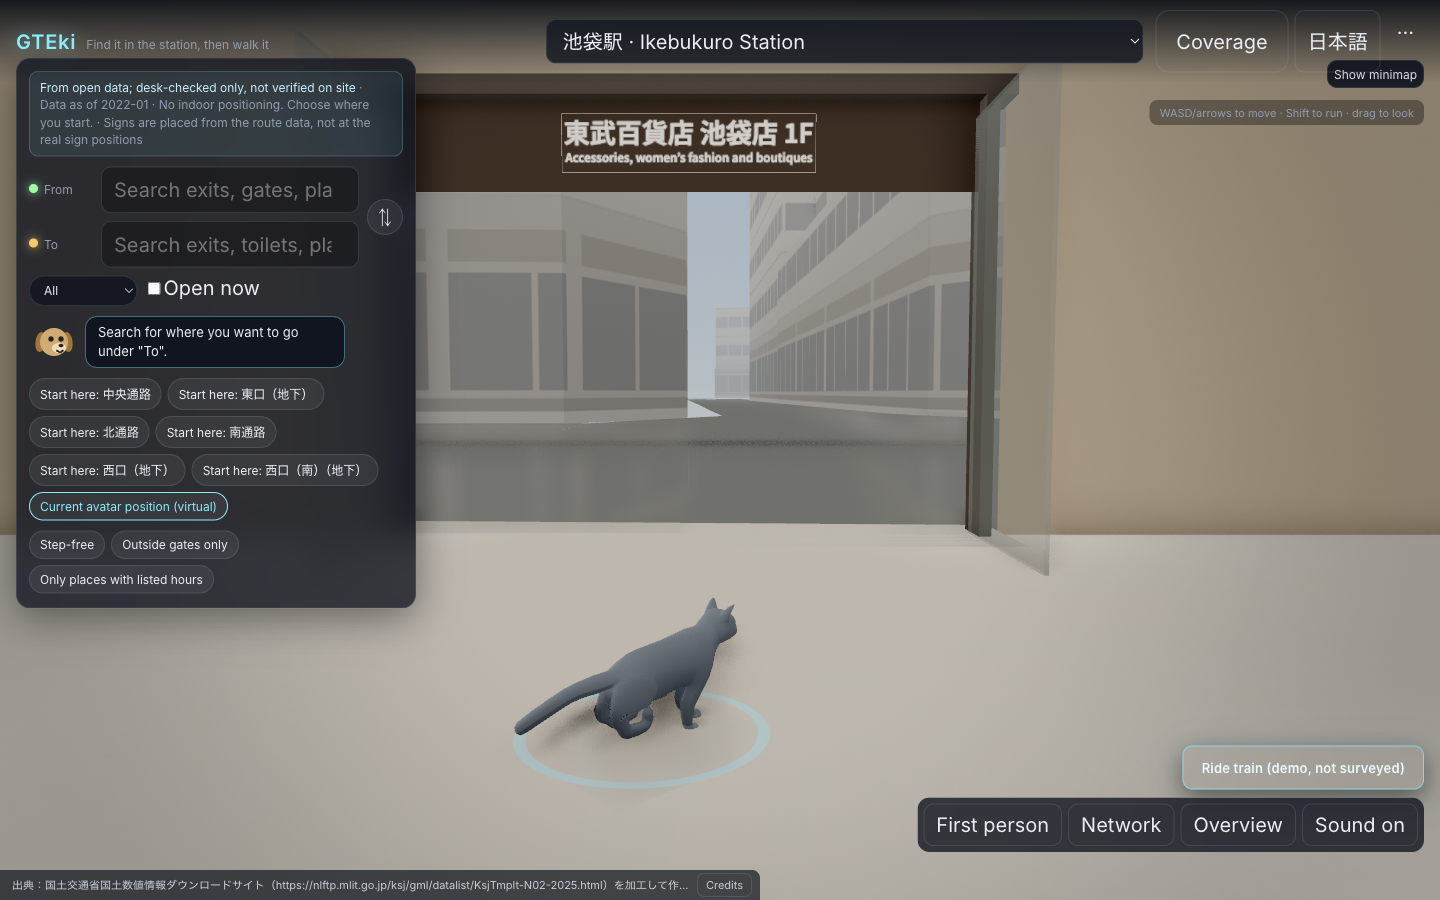 GTEki Find it in the station, then walk it
池袋駅 · Ikebukuro Station
Coverage
日本語
...
Show minimap
WASD/arrows to move · Shift to run · drag to look
From open data; desk-checked only, not verified on site ·
Data as of 2022-01 · No indoor positioning. Choose where
you start. · Signs are placed from the route data, not at the
real sign positions
From
Search exits, gates, pla
To
Search exits, toilets, pla
All
Open now
Search for where you want to go
under "To".
Start here: 中央通路
Start here: 東口（地下）
Start here: 北通路
Start here: 南通路
Start here: 西口（地下）
Start here: 西口（南）（地下）
Current avatar position (virtual)
Step-free
Outside gates only
Only places with listed hours
東武百貨店 池袋店 1F
Accessories, women's fashion and boutiques
Ride train (demo, not surveyed)
First person
Network
Overview
Sound on
出典：国土交通省国土数値情報ダウンロードサイト（https://nlftp.mlit.go.jp/ksj/gml/datalist/KsjTmplt-N02-2025.html）を加工して作...
Credits